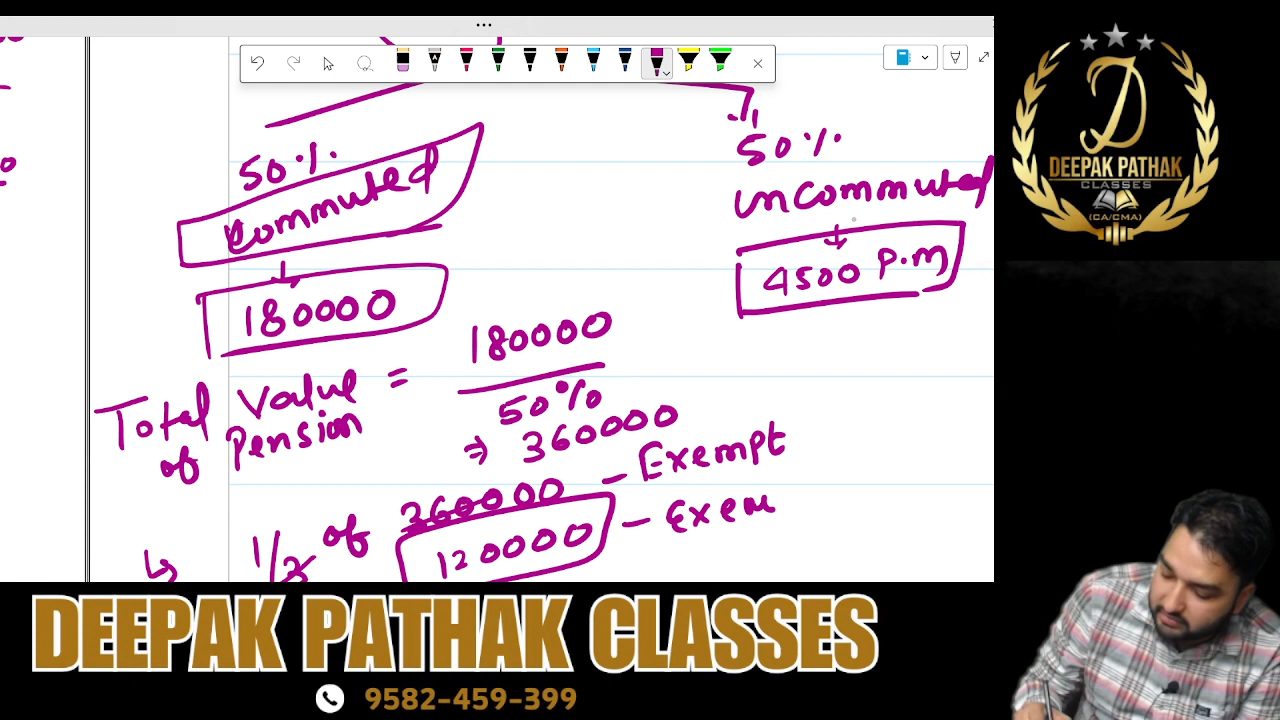 50%
Commuted
180000
50%
uncommuted
4500 P.M
Total Value of Pension = 180000
50%
⇒ 360000
1/3 of 360000 - Exempt
120000 - Exem
D
DEEPAK PATHAK
CLASSES
(CA/CMA)
DEEPAK PATHAK CLASSES
9582-459-399